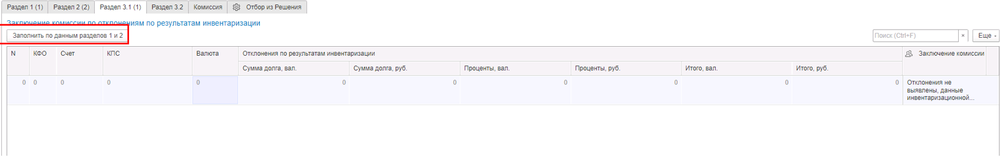 Раздел 1 (1) Раздел 2 (2) Раздел 3.1 (1) Раздел 3.2 Комиссия Отбор из Решения
Заключение комиссии по отклонениям по результатам инвентаризации
Заполнить по данным разделов 1 и 2 Поиск (Ctrl+F) × Еще
N КФО Счет КПС Валюта Отклонения по результатам инвентаризации Заключение комиссии
Сумма долга, вал. Сумма долга, руб. Проценты, вал. Проценты, руб. Итого, вал. Итого, руб.
0 0 0 0 0 0 0 0 0 0 0 Отклонения не
выявлены, данные
инвентаризационной...